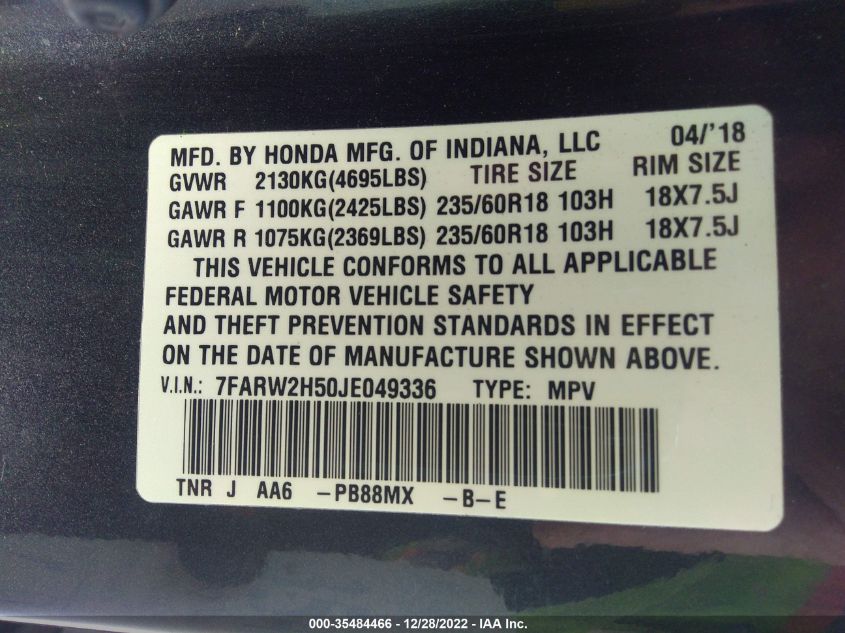 MFD. BY HONDA MFG. OF INDIANA, LLC 04/'18
GVWR 2130KG(4695LBS) TIRE SIZE RIM SIZE
GAWR F 1100KG(2425LBS) 235/60R18 103H 18X7.5J
GAWR R 1075KG(2369LBS) 235/60R18 103H 18X7.5J
THIS VEHICLE CONFORMS TO ALL APPLICABLE
FEDERAL MOTOR VEHICLE SAFETY
AND THEFT PREVENTION STANDARDS IN EFFECT
ON THE DATE OF MANUFACTURE SHOWN ABOVE.
V.I.N.: 7FARW2H50JE049336 TYPE: MPV
TNR J AA6 -PB88MX -B-E
000-35484466 - 12/28/2022 - IAA Inc.